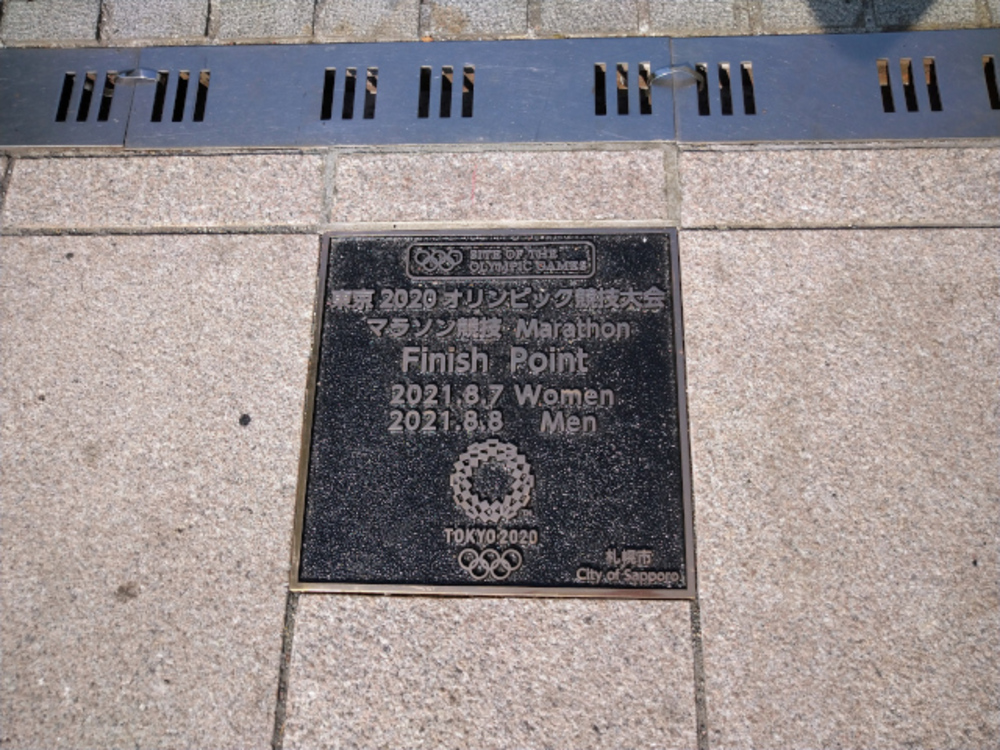 SITE OF THE
OLYMPIC GAMES
東京2020オリンピック競技大会
マラソン競技 Marathon
Finish Point
2021.8.7 Women
2021.8.8 Men
TOKYO 2020
札幌市
City of Sapporo